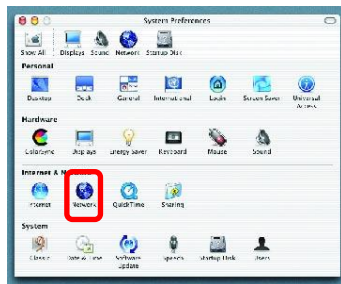 System Preferences
Show All Displays Sound Network Startup Disk
Personal
Desktop Dock General International Login Screen Saver Universal
Access
Hardware
ColorSync Displays Energy Saver Keyboard Mouse Sound
Internet & Network
Internet Network QuickTime Sharing
System
Classic Date & Time Software Speech Startup Disk Users
Update